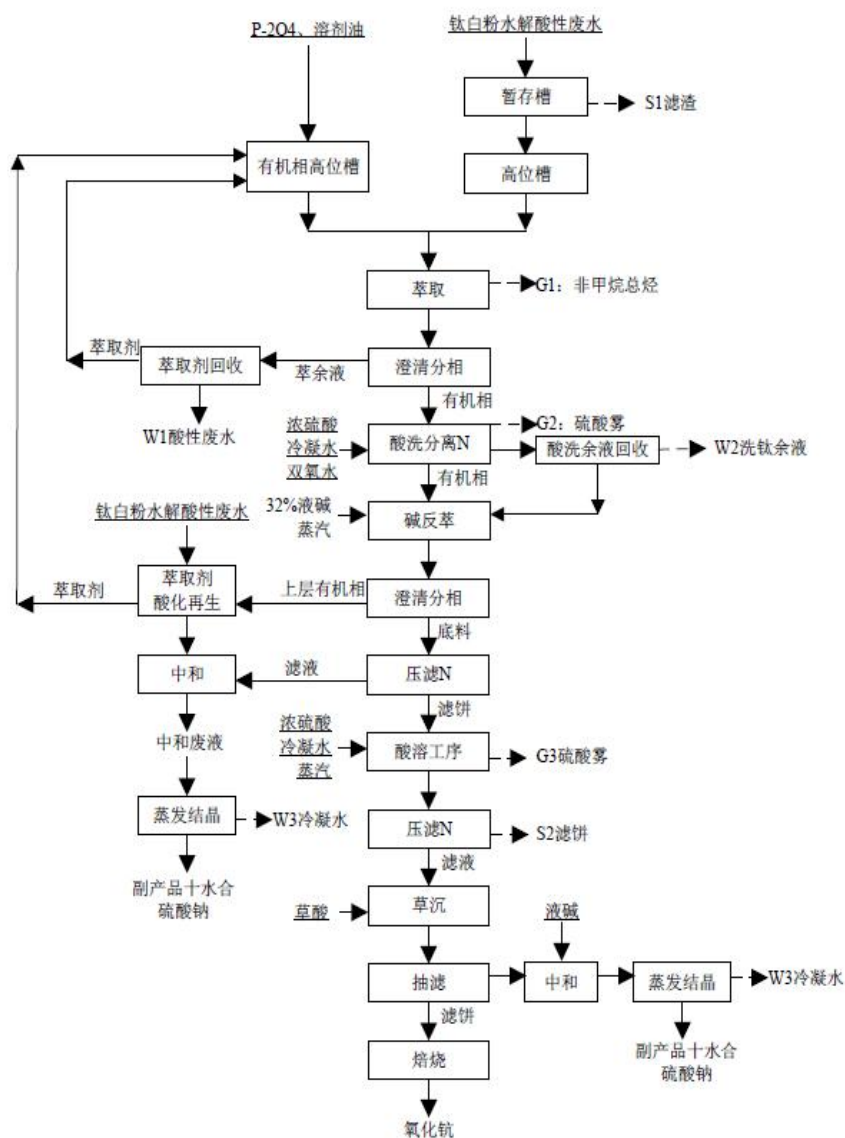 P-2O4、溶剂油
钛白粉水解酸性废水
暂存槽
S1滤渣
有机相高位槽
高位槽
萃取
G1：非甲烷总烃
萃取剂
萃取剂回收
萃余液
澄清分相
W1酸性废水
有机相
浓硫酸
冷凝水
双氧水
酸洗分离N
G2：硫酸雾
酸洗余液回收
W2洗钛余液
有机相
32%液碱
蒸汽
碱反萃
钛白粉水解酸性废水
萃取剂
萃取剂
酸化再生
上层有机相
澄清分相
底料
中和
滤液
压滤N
滤饼
中和废液
浓硫酸
冷凝水
蒸汽
酸溶工序
G3硫酸雾
蒸发结晶
W3冷凝水
压滤N
S2滤饼
滤液
副产品十水合
硫酸钠
草酸
草沉
液碱
抽滤
中和
蒸发结晶
W3冷凝水
滤饼
副产品十水合
硫酸钠
焙烧
氧化钪